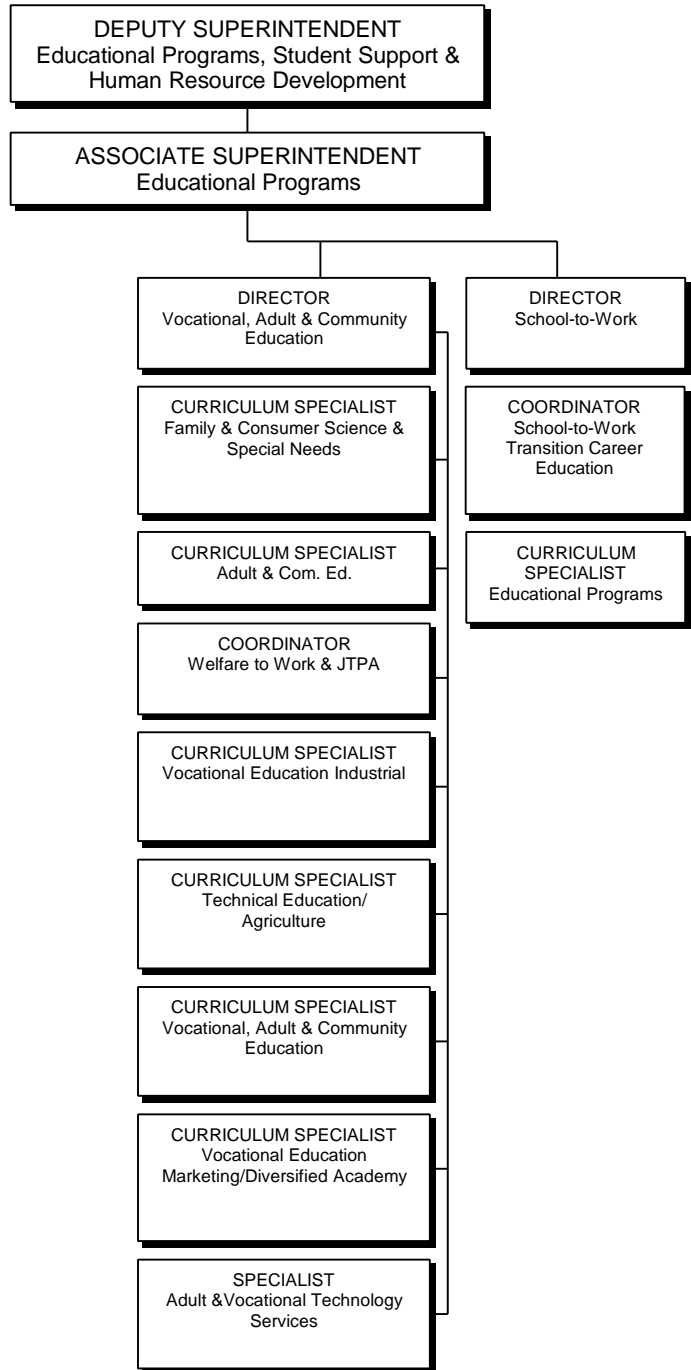 DEPUTY SUPERINTENDENT
Educational Programs, Student Support &
Human Resource Development
ASSOCIATE SUPERINTENDENT
Educational Programs
DIRECTOR
Vocational, Adult & Community
Education
CURRICULUM SPECIALIST
Family & Consumer Science &
Special Needs
CURRICULUM SPECIALIST
Adult & Com. Ed.
COORDINATOR
Welfare to Work & JTPA
CURRICULUM SPECIALIST
Vocational Education Industrial
CURRICULUM SPECIALIST
Technical Education/
Agriculture
CURRICULUM SPECIALIST
Vocational, Adult & Community
Education
CURRICULUM SPECIALIST
Vocational Education
Marketing/Diversified Academy
SPECIALIST
Adult &Vocational Technology
Services
DIRECTOR
School-to-Work
COORDINATOR
School-to-Work
Transition Career
Education
CURRICULUM
SPECIALIST
Educational Programs